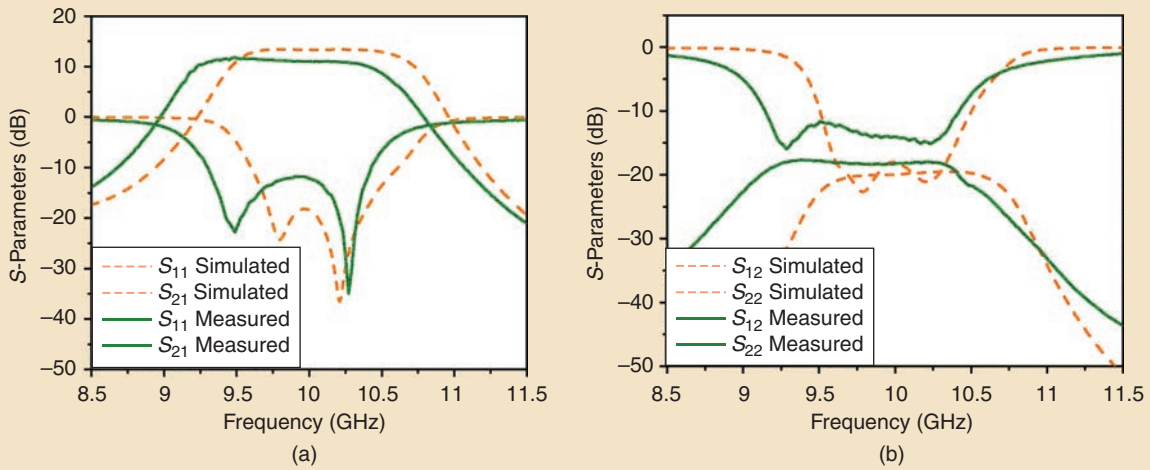 S-Parameters (dB)
20
10
0
–10
–20
–30
–40
–50
S11 Simulated
S21 Simulated
S11 Measured
S21 Measured
8.5 9 9.5 10 10.5 11 11.5
Frequency (GHz)
(a)
S-Parameters (dB)
0
–10
–20
–30
–40
–50
S12 Simulated
S22 Simulated
S12 Measured
S22 Measured
8.5 9 9.5 10 10.5 11 11.5
Frequency (GHz)
(b)